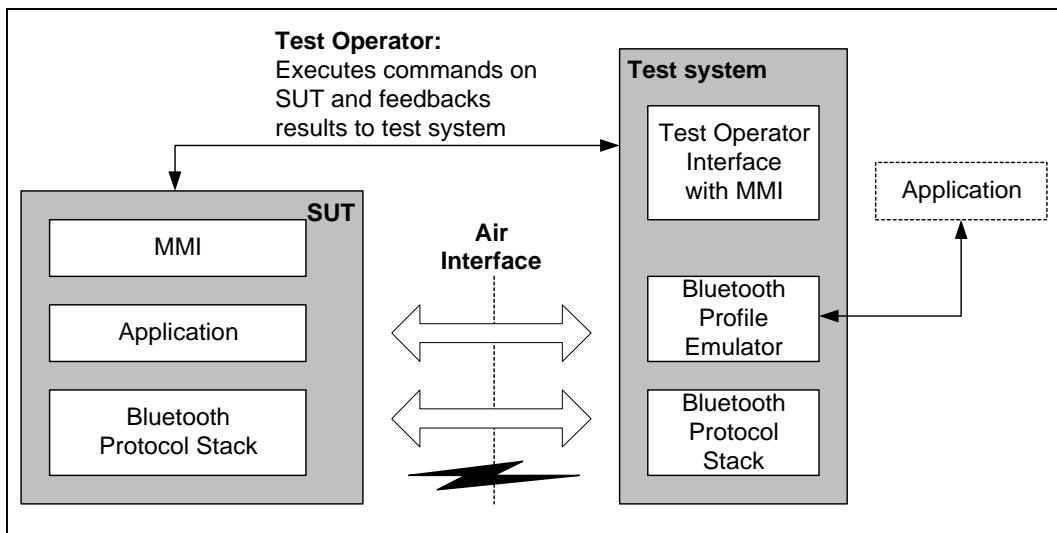 Test Operator:
Executes commands on
SUT and feedbacks
results to test system
Test system
Test Operator
Interface
with MMI
Application
SUT
MMI
Air
Interface
Application
Bluetooth
Profile
Emulator
Bluetooth
Protocol Stack
Bluetooth
Protocol
Stack